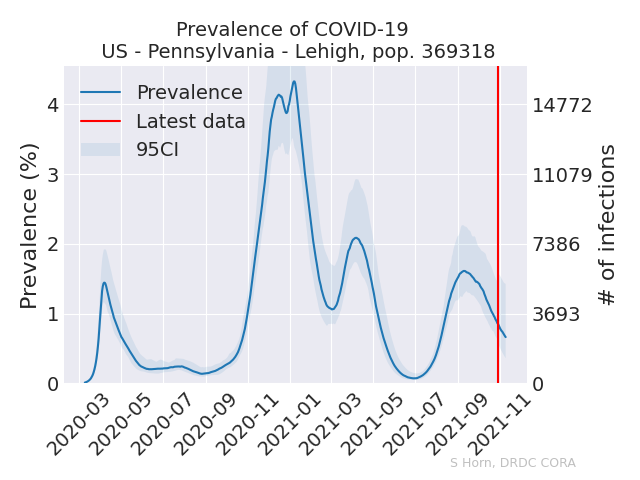 Prevalence of COVID-19
US - Pennsylvania - Lehigh, pop. 369318
Prevalence
Latest data
95CI
Prevalence (%)
4
3
2
1
0
14772
11079
7386
3693
0
# of infections
2020-03
2020-05
2020-07
2020-09
2020-11
2021-01
2021-03
2021-05
2021-07
2021-09
2021-11
S Horn, DRDC CORA